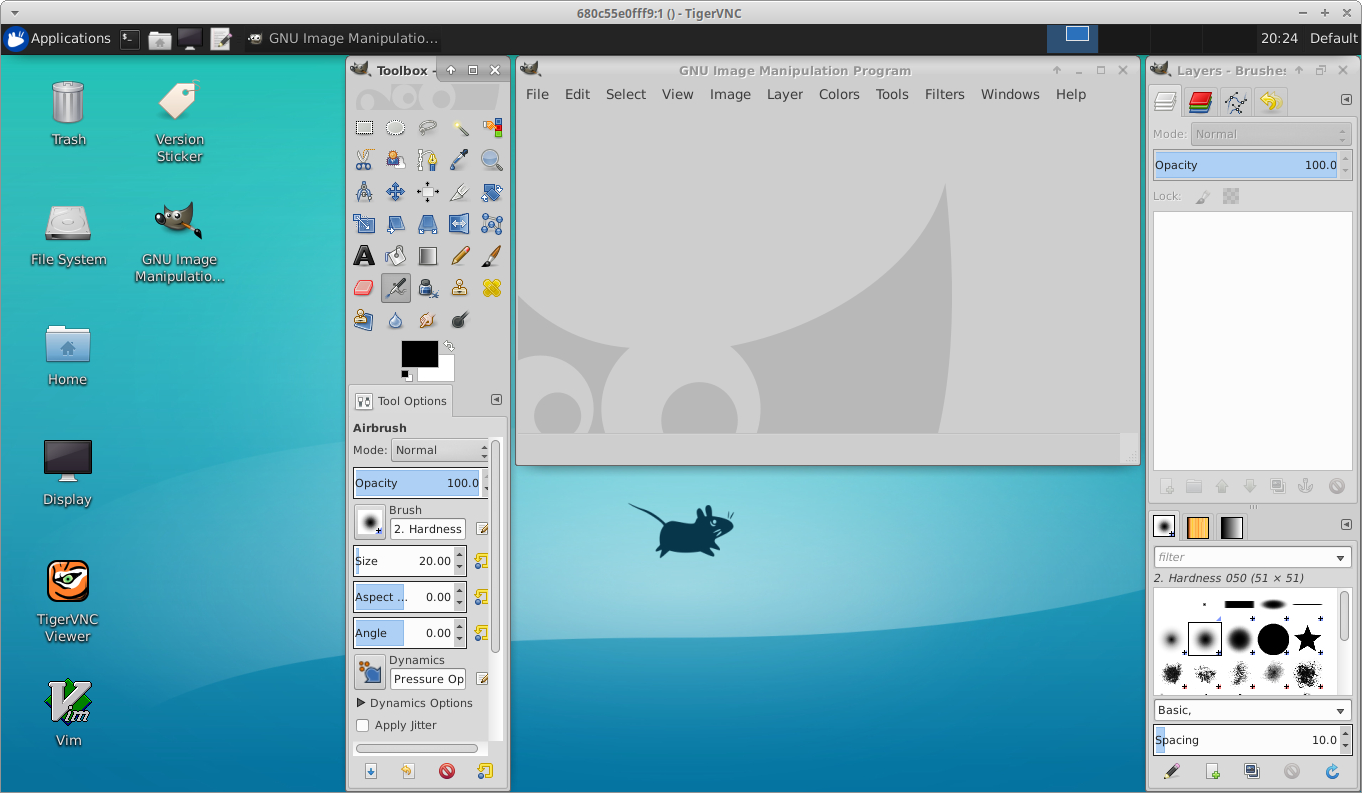 680c55e0fff9:1 () - TigerVNC
Applications
GNU Image Manipulatio...
20:24 Default
Trash
Version
Sticker
File System
GNU Image
Manipulatio...
Home
Display
TigerVNC
Viewer
Vim
Toolbox -
Tool Options
Airbrush
Mode: Normal
Opacity 100.0
Brush
2. Hardness
Size 20.00
Aspect ... 0.00
Angle 0.00
Dynamics
Pressure Op
Dynamics Options
Apply Jitter
GNU Image Manipulation Program
File Edit Select View Image Layer Colors Tools Filters Windows Help
Layers - Brushes
Mode: Normal
Opacity 100.0
Lock:
filter
2. Hardness 050 (51 × 51)
Basic,
Spacing 10.0